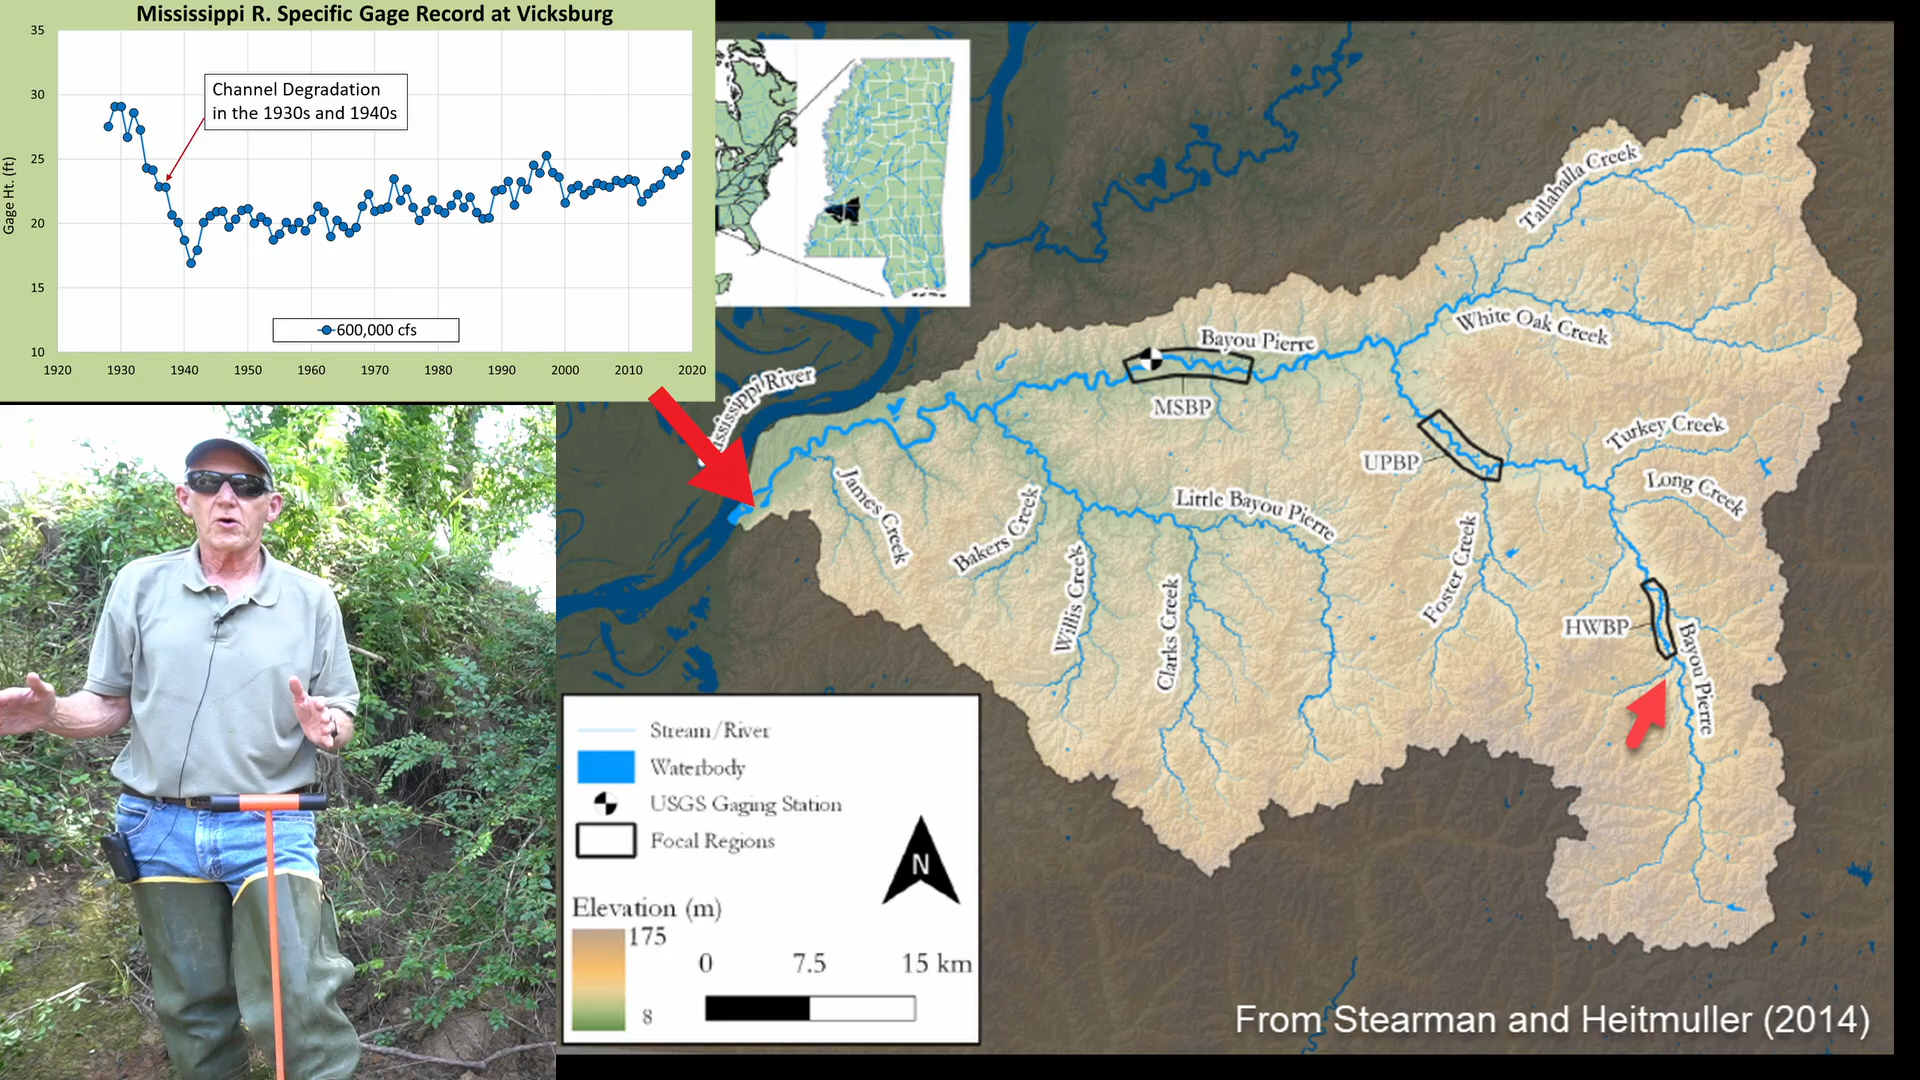 Mississippi R. Specific Gage Record at Vicksburg
35
30
25
20
15
10
Gage Ht. (ft)
Channel Degradation
in the 1930s and 1940s
600,000 cfs
1920
1930
1940
1950
1960
1970
1980
1990
2000
2010
2020
Tallahalla Creek
White Oak Creek
Bayou Pierre
MSBP
UPBP
Turkey Creek
Long Creek
River
James Creek
Bakers Creek
Little Bayou Pierre
Willis Creek
Clarks Creek
Foster Creek
HWBP
Bayou Pierre
Stream/River
Waterbody
USGS Gaging Station
Focal Regions
N
Elevation (m)
175
8
0 7.5 15 km
From Stearman and Heitmuller (2014)